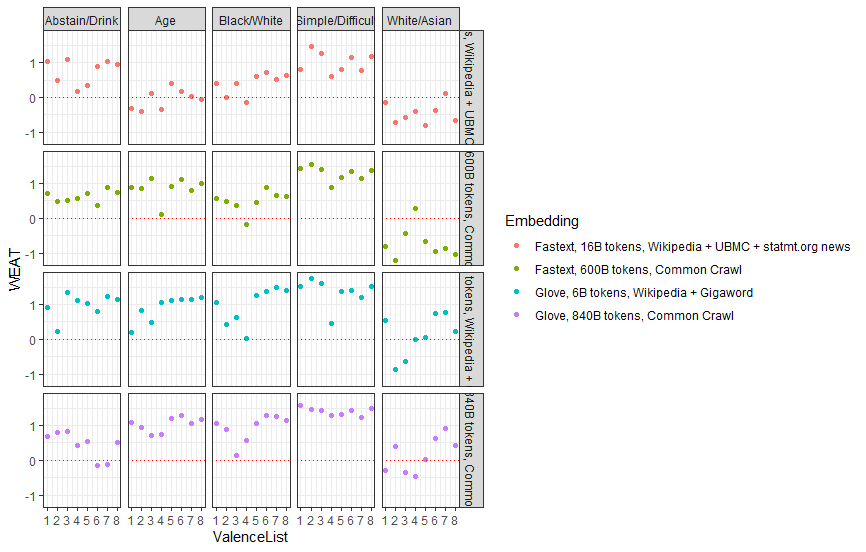 Abstain/Drink Age Black/White Simple/Difficul White/Asian
1
0
-1
s, Wikipedia + UBMC
1
0
-1
600B tokens, Commo
1
0
-1
tokens, Wikipedia +
1
0
-1
840B tokens, Commo
WEAT
1 2 3 4 5 6 7 8 1 2 3 4 5 6 7 8 1 2 3 4 5 6 7 8 1 2 3 4 5 6 7 8 1 2 3 4 5 6 7 8
ValenceList
Embedding
Fastext, 16B tokens, Wikipedia + UBMC + statmt.org news
Fastext, 600B tokens, Common Crawl
Glove, 6B tokens, Wikipedia + Gigaword
Glove, 840B tokens, Common Crawl